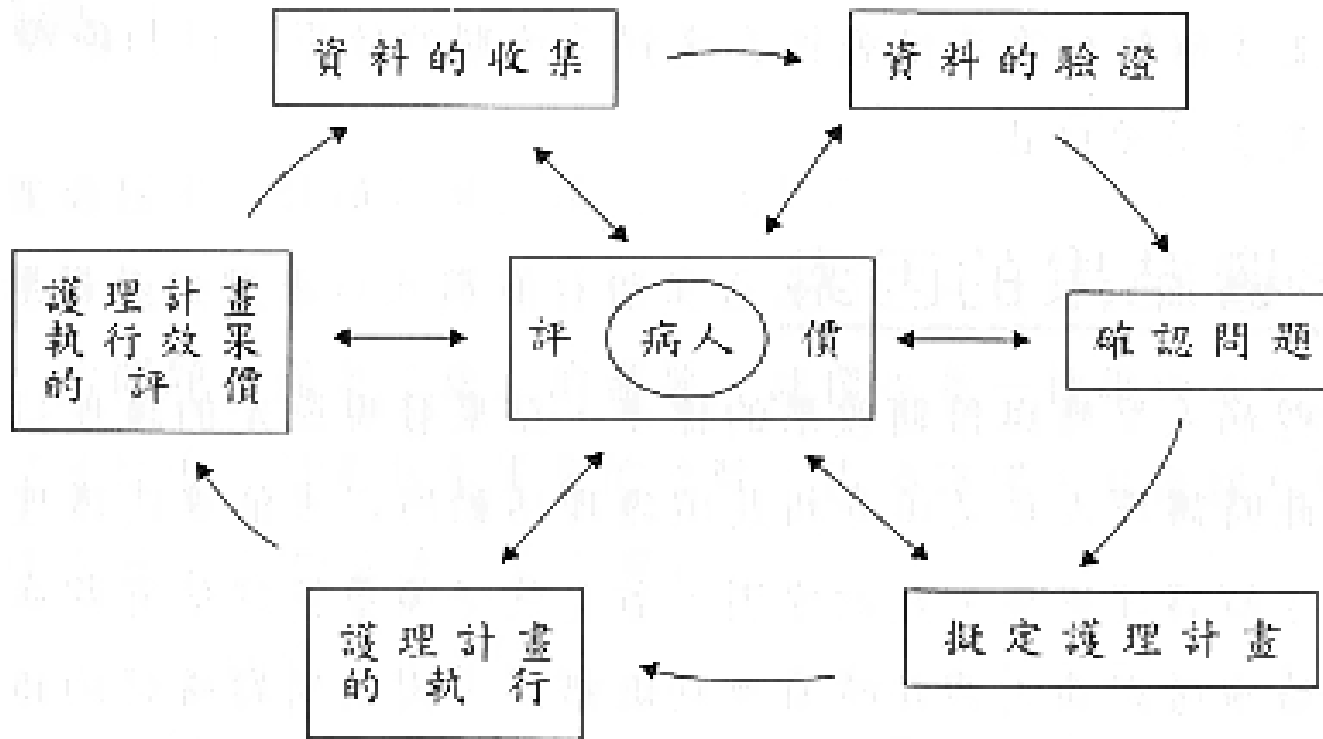 資料的收集
資料的驗證
護理計畫
執行效果
的評價
評 病人 價
確認問題
護理計畫
的執行
擬定護理計畫